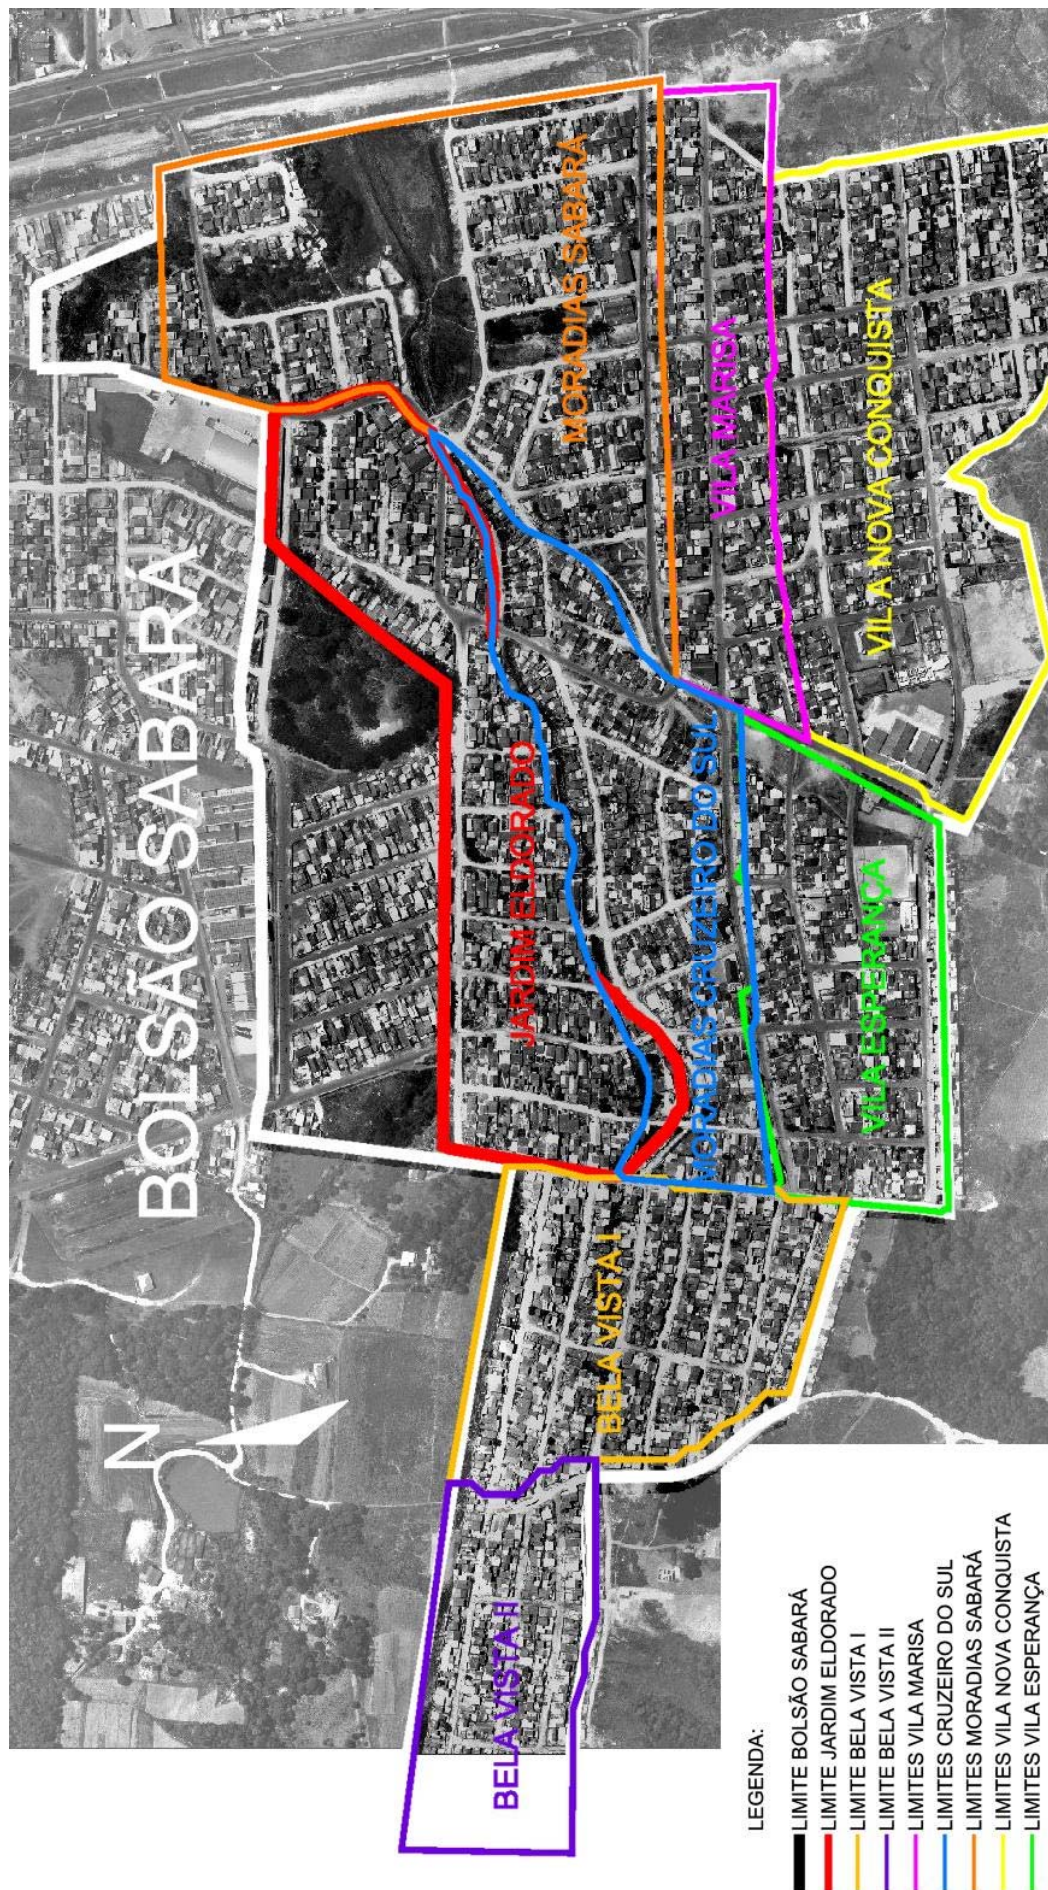 BOLSÃO SABARÁ
N
MORADIAS SABARÁ
VILA MARISA
VILA NOVA CONQUISTA
JARDIM ELDORADO
MORADIAS CRUZEIRO DO SUL
VILA ESPERANÇA
BELA VISTA I
BELA VISTA II
LEGENDA:
LIMITE BOLSÃO SABARÁ
LIMITE JARDIM ELDORADO
LIMITE BELA VISTA I
LIMITE BELA VISTA II
LIMITES VILA MARISA
LIMITES CRUZEIRO DO SUL
LIMITES MORADIAS SABARÁ
LIMITES VILA NOVA CONQUISTA
LIMITES VILA ESPERANÇA